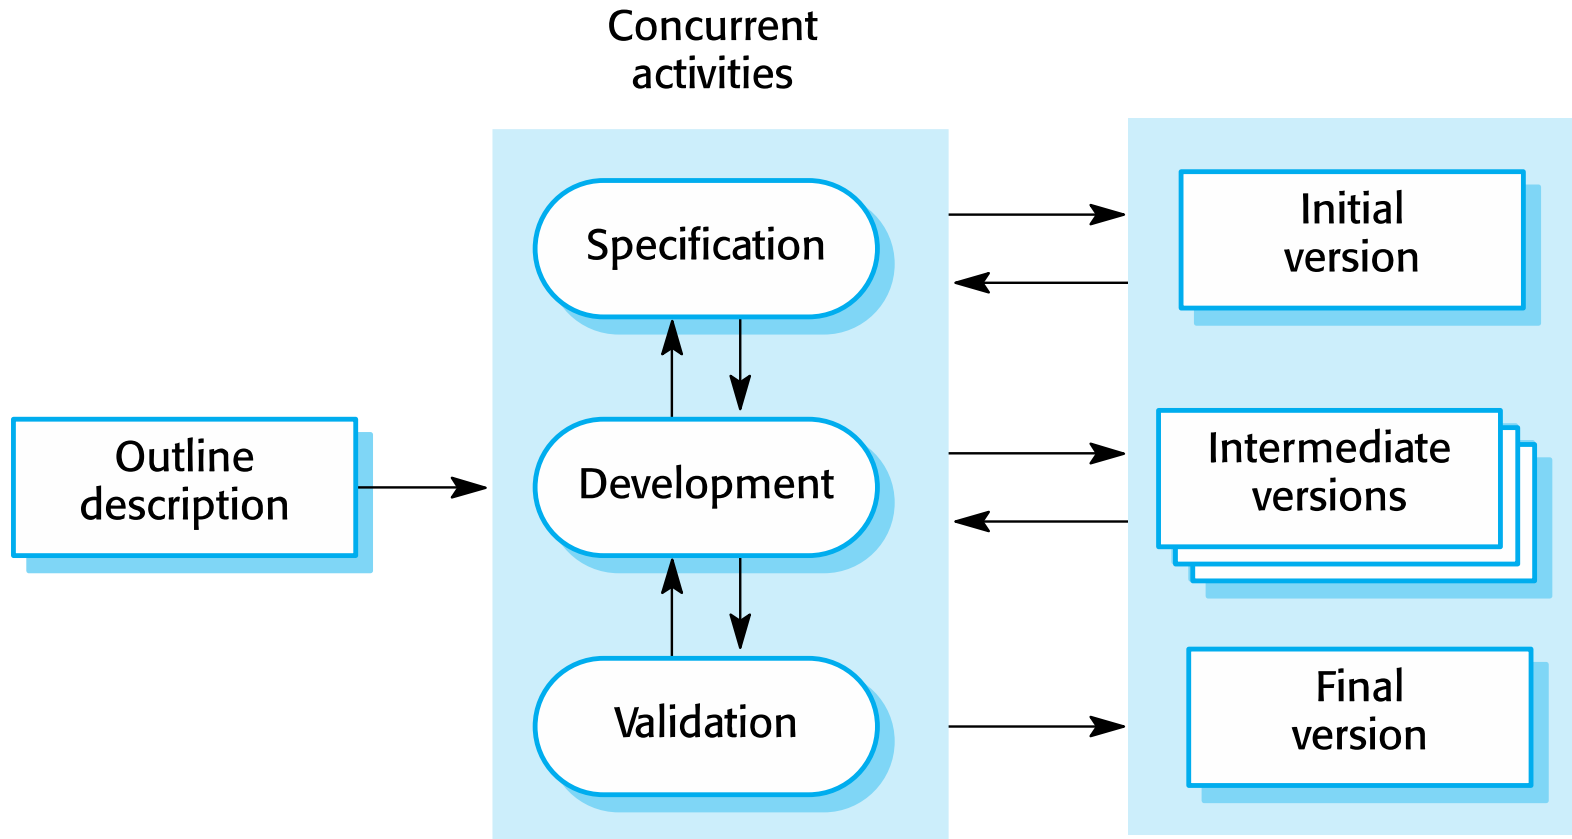 Concurrent
activities
Outline
description
Specification
Development
Validation
Initial
version
Intermediate
versions
Final
version